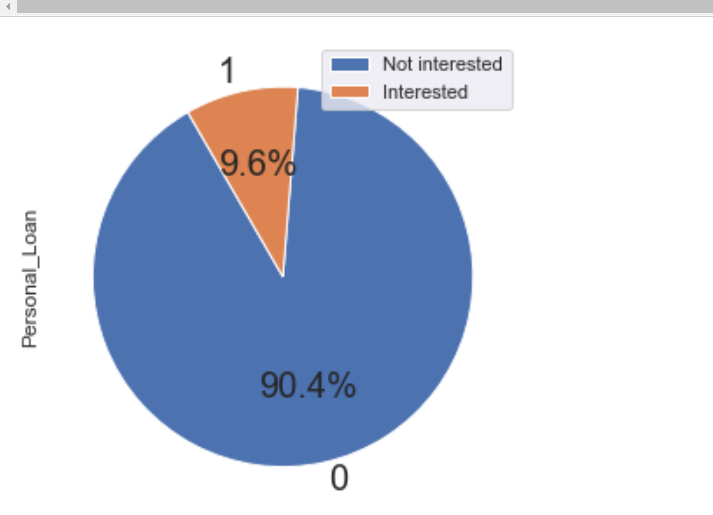 1
Not interested
Interested
9.6%
Personal_Loan
90.4%
0